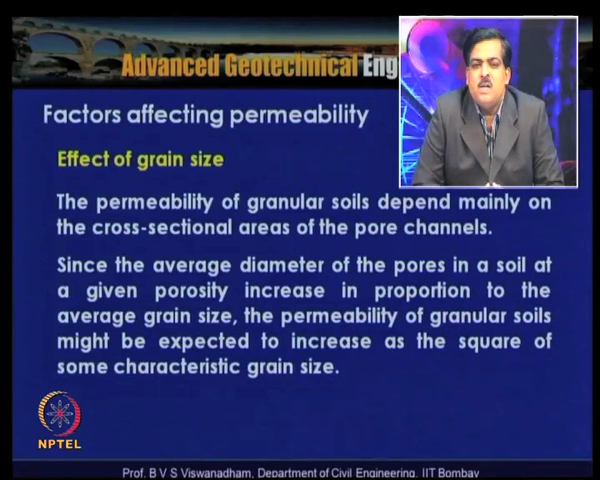 Advanced Geotechnical Eng
Factors affecting permeability
Effect of grain size
The permeability of granular soils depend mainly on
the cross-sectional areas of the pore channels.
Since the average diameter of the pores in a soil at
a given porosity increase in proportion to the
average grain size, the permeability of granular soils
might be expected to increase as the square of
some characteristic grain size.
NPTEL
Prof. B V S Viswanadham, Department of Civil Engineering, IIT Bombay